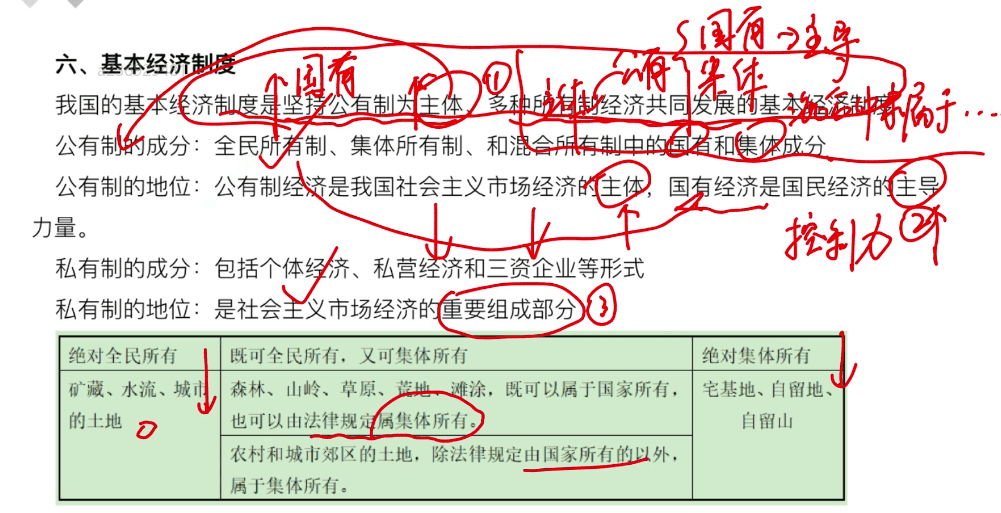 六、基本经济制度
我国的基本经济制度是坚持公有制为主体、多种所有制经济共同发展的基本经济制度
公有制的成分：全民所有制、集体所有制、和混合所有制中的国有和集体成分
公有制的地位：公有制经济是我国社会主义市场经济的主体，国有经济是国民经济的主导
力量。
私有制的成分：包括个体经济、私营经济和三资企业等形式
私有制的地位：是社会主义市场经济的重要组成部分
国有→主导
国有
①
公有
集体
属于……
控制力
②
③
绝对全民所有
既可全民所有，又可集体所有
绝对集体所有
矿藏、水流、城市
的土地
森林、山岭、草原、荒地、滩涂，既可以属于国家所有，
也可以由法律规定属集体所有。
宅基地、自留地、
自留山
农村和城市郊区的土地，除法律规定由国家所有的以外，
属于集体所有。